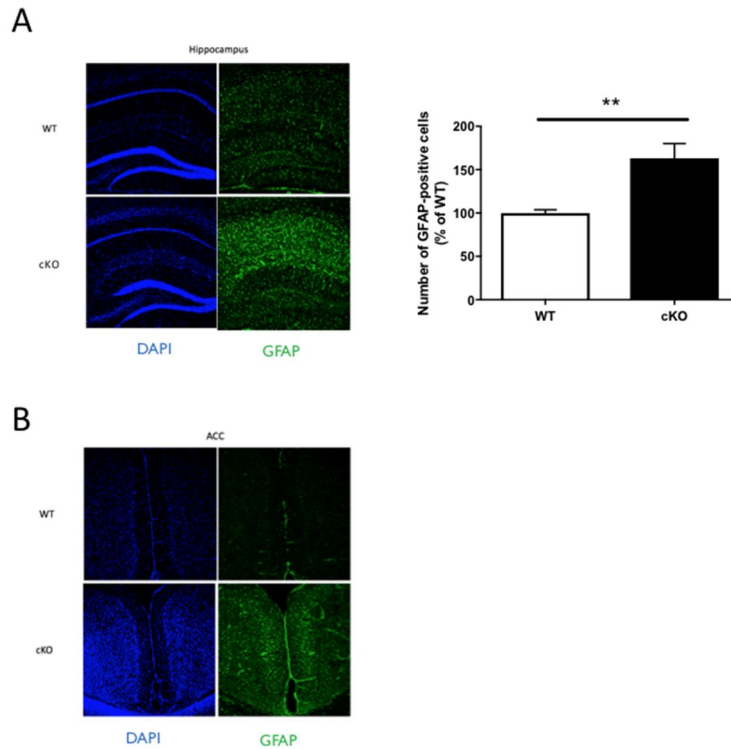 A
Hippocampus
WT
cKO
DAPI
GFAP
**
Number of GFAP-positive cells
(% of WT)
200
150
100
50
0
WT
cKO
B
ACC
WT
cKO
DAPI
GFAP